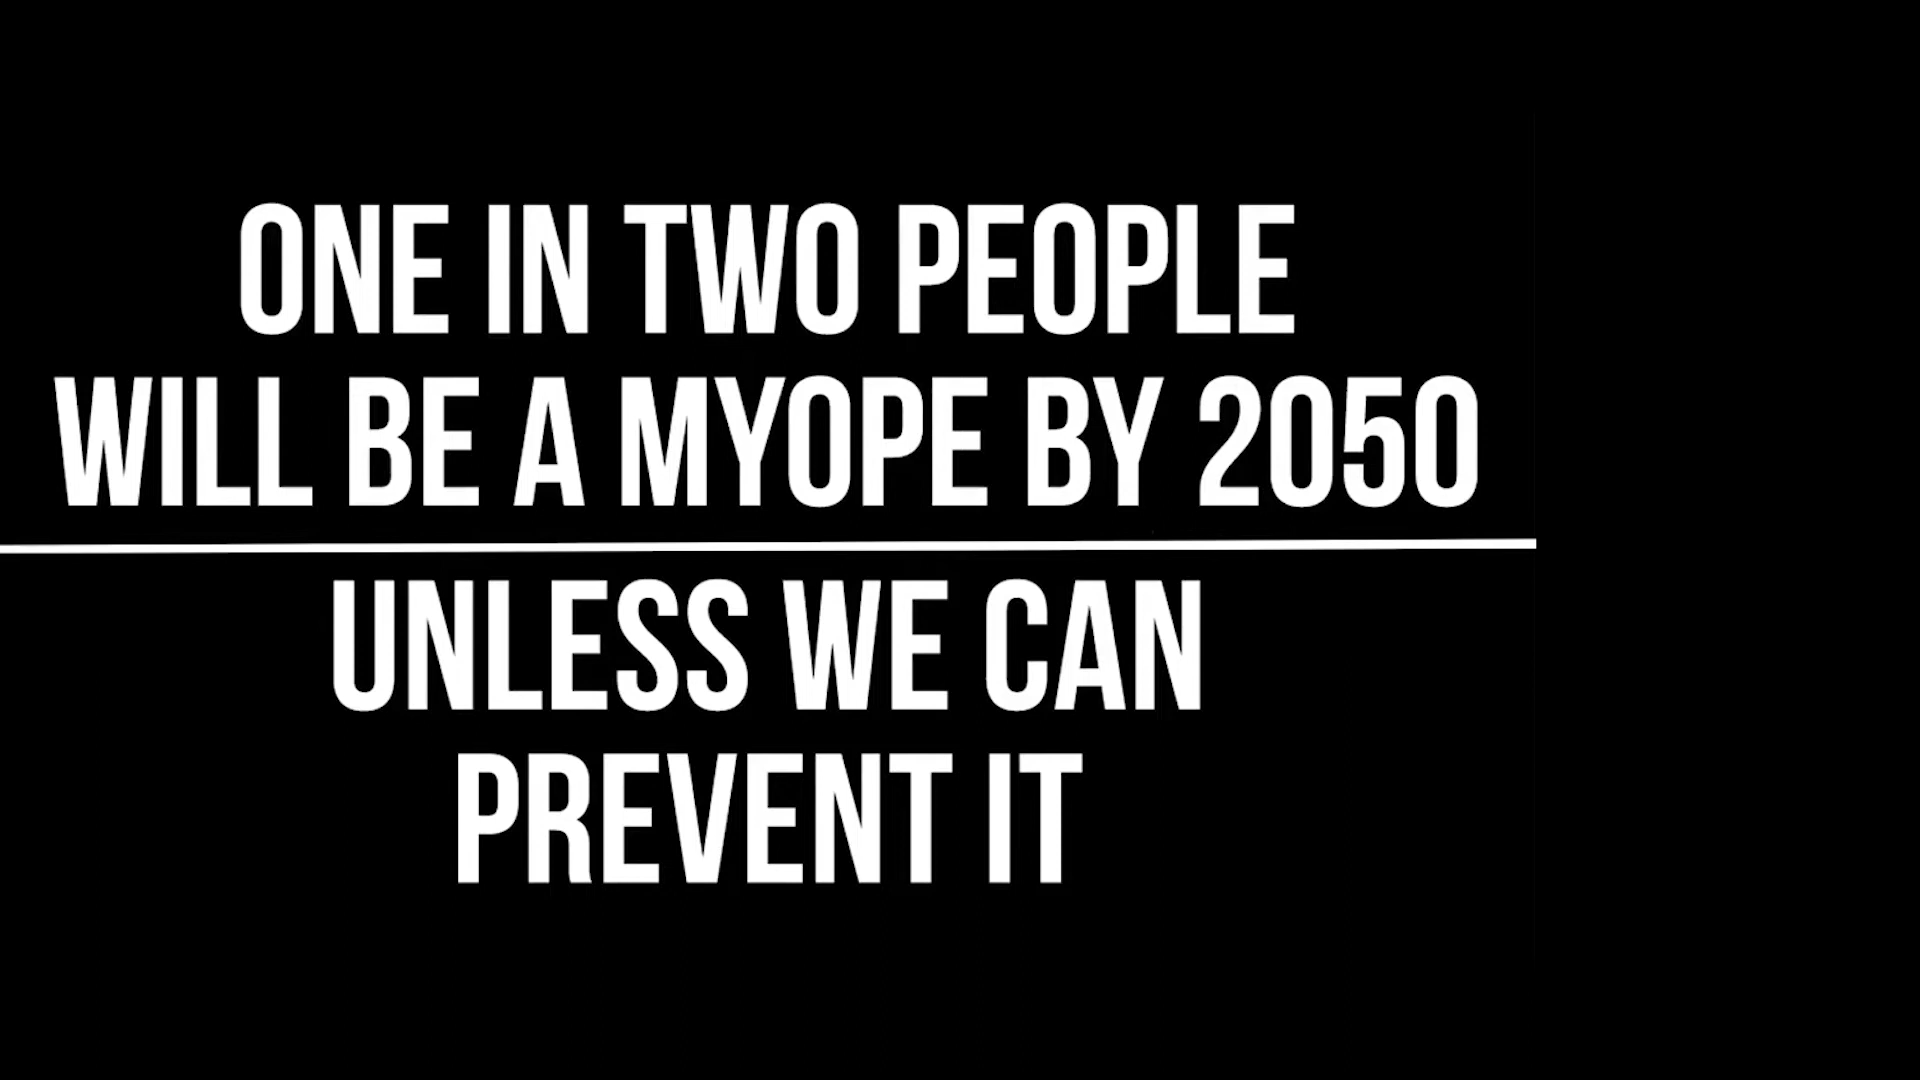 ONE IN TWO PEOPLE
WILL BE A MYOPE BY 2050
UNLESS WE CAN
PREVENT IT